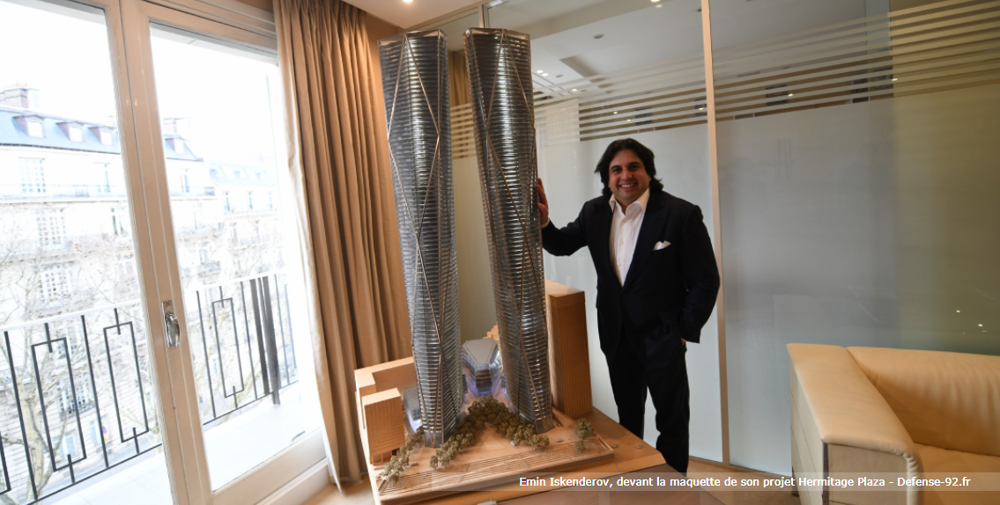 Emin Iskenderov, devant la maquette de son projet Hermitage Plaza - Defense-92.fr